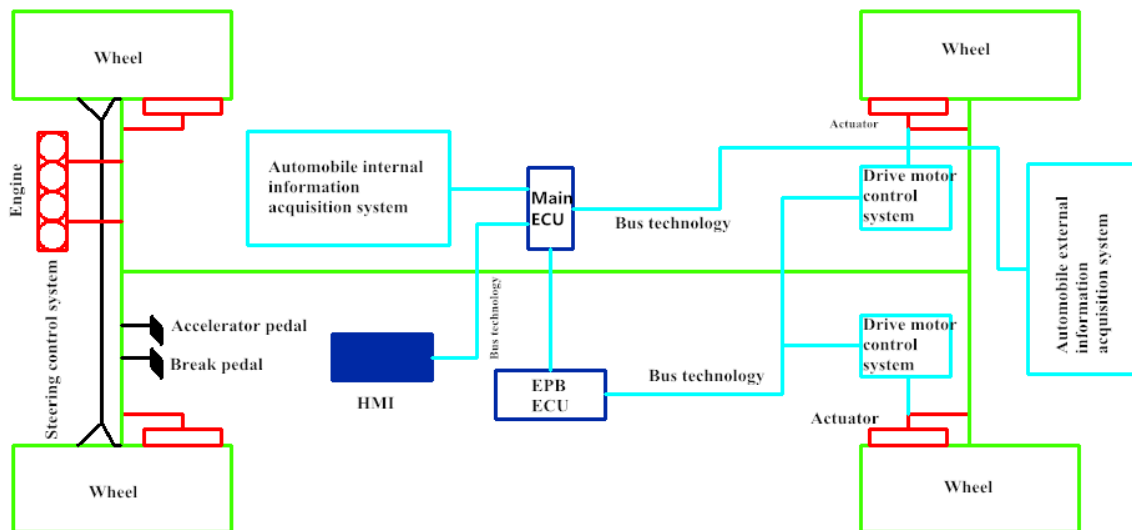 Wheel
Wheel
Actuator
Engine
Automobile internal
information
acquisition system
Main
ECU
Bus technology
Drive motor
control
system
Automobile external
information
acquisition system
Steering control system
Bus technology
Accelerator pedal
Break pedal
HMI
EPB
ECU
Bus technology
Drive motor
control
system
Actuator
Wheel
Wheel